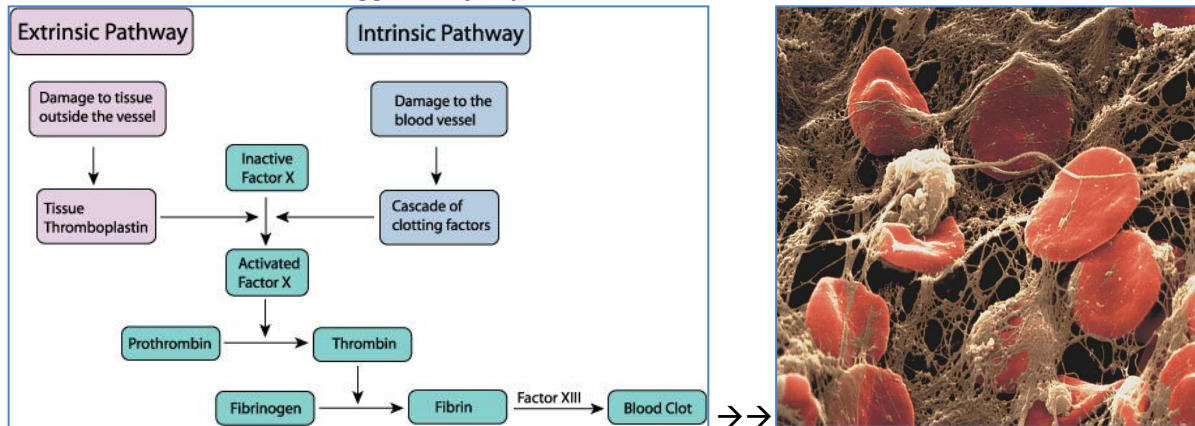 Extrinsic Pathway
Intrinsic Pathway
Damage to tissue
outside the vessel
Damage to the
blood vessel
Inactive
Factor X
Tissue
Thromboplastin
Cascade of
clotting factors
Activated
Factor X
Prothrombin
Thrombin
Fibrinogen
Fibrin
Factor XIII
Blood Clot
→→